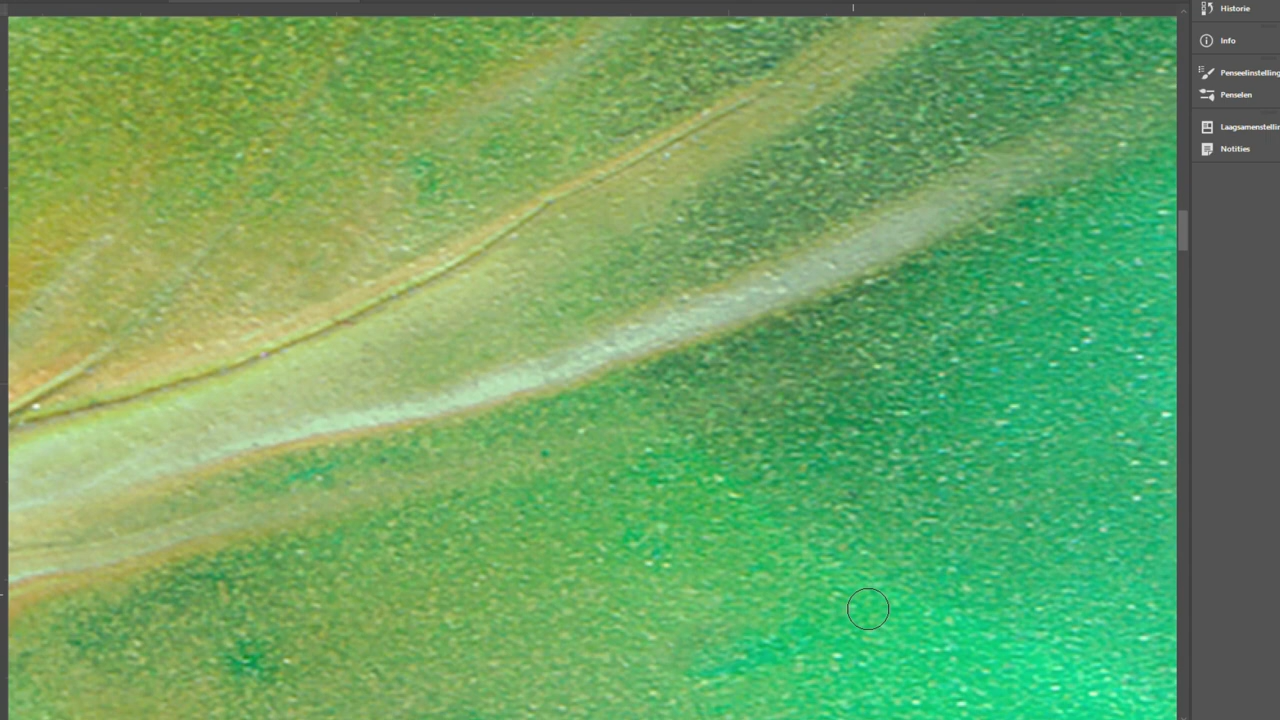 Historie
Info
Penseelinstelling
Penselen
Laagsamenstellin
Notities